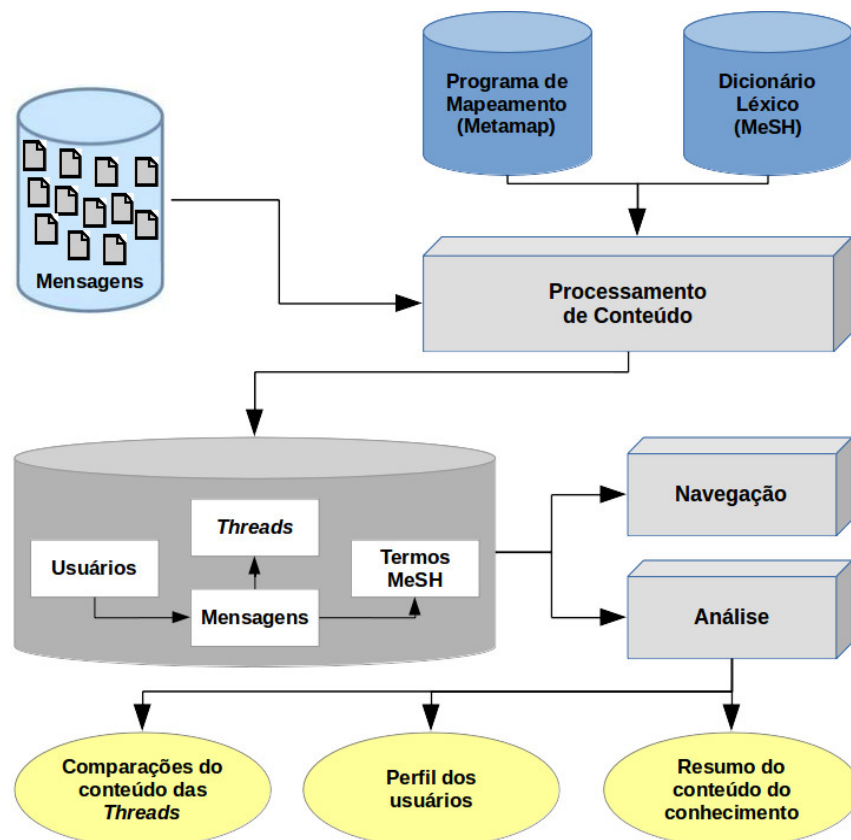 Programa de
Mapeamento
(Metamap)
Dicionário
Léxico
(MeSH)
Mensagens
Processamento
de Conteúdo
Threads
Usuários
Termos
MeSH
Mensagens
Navegação
Análise
Comparações do
conteúdo das
Threads
Perfil dos
usuários
Resumo do
conteúdo do
conhecimento